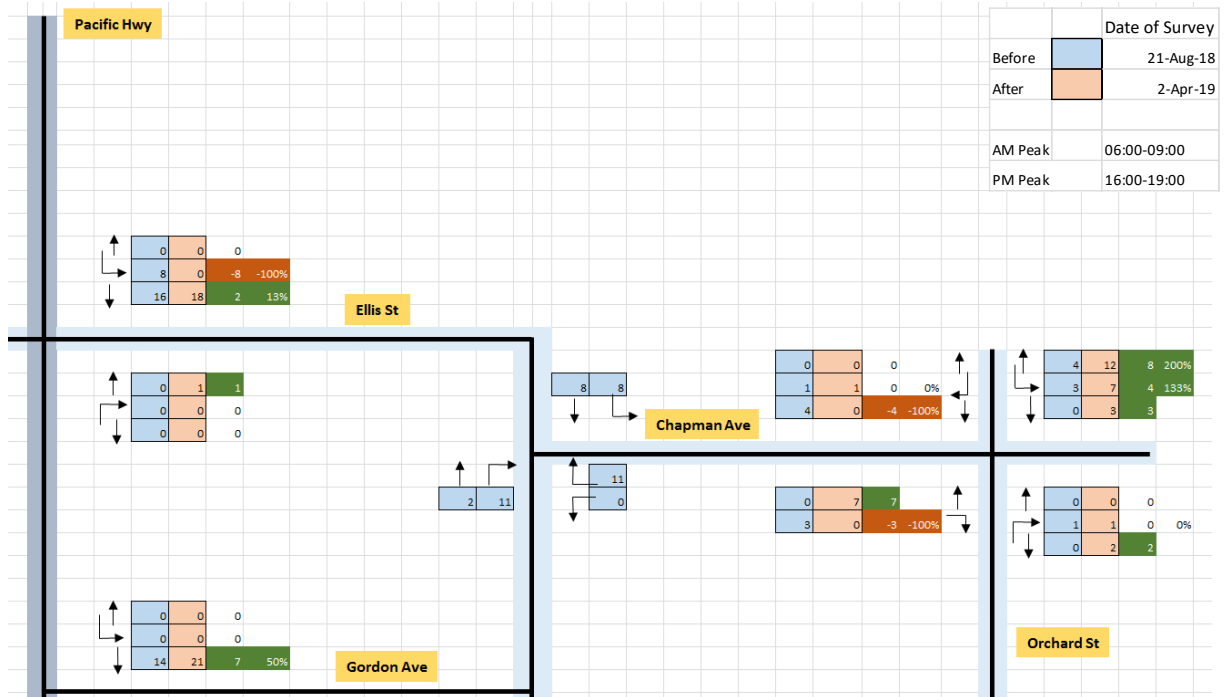 Pacific Hwy
Date of Survey
Before 21-Aug-18
After 2-Apr-19
AM Peak 06:00-09:00
PM Peak 16:00-19:00
0 0 0
8 0 -8 -100%
16 18 2 13%
Ellis St
0 1 1
0 0 0
0 0 0
8 8
Chapman Ave
0 0 0
1 1 0 0%
4 0 -4 -100%
4 12 8 200%
3 7 4 133%
0 3 3
2 11
11
0
0 7 7
3 0 -3 -100%
0 0 0
1 1 0 0%
0 2 2
0 0 0
0 0 0
14 21 7 50%
Gordon Ave
Orchard St